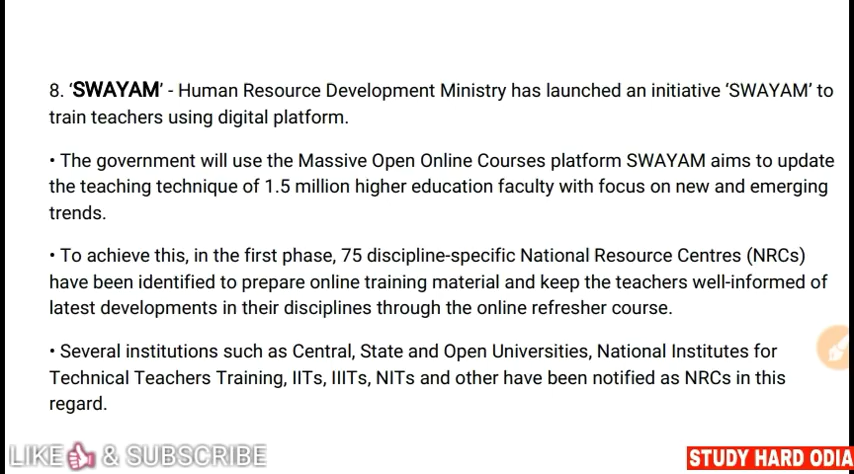 8. ‘SWAYAM’ - Human Resource Development Ministry has launched an initiative ‘SWAYAM’ to
train teachers using digital platform.
• The government will use the Massive Open Online Courses platform SWAYAM aims to update
the teaching technique of 1.5 million higher education faculty with focus on new and emerging
trends.
• To achieve this, in the first phase, 75 discipline-specific National Resource Centres (NRCs)
have been identified to prepare online training material and keep the teachers well-informed of
latest developments in their disciplines through the online refresher course.
• Several institutions such as Central, State and Open Universities, National Institutes for
Technical Teachers Training, IITs, IIITs, NITs and other have been notified as NRCs in this
regard.
LIKE & SUBSCRIBE
STUDY HARD ODIA